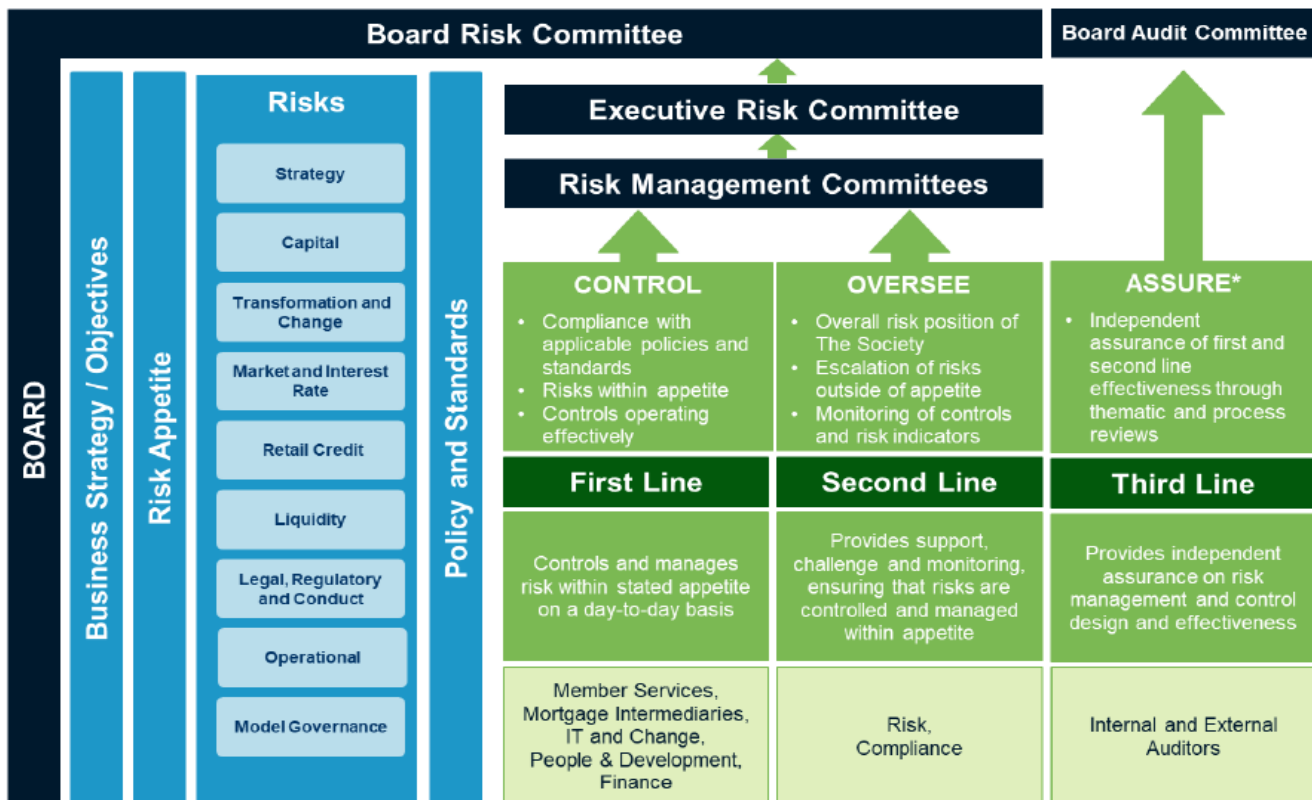 Board Risk Committee
Board Audit Committee
BOARD
Business Strategy / Objectives
Risk Appetite
Risks
Strategy
Capital
Transformation and
Change
Market and Interest
Rate
Retail Credit
Liquidity
Legal, Regulatory
and Conduct
Operational
Model Governance
Policy and Standards
Executive Risk Committee
Risk Management Committees
CONTROL
• Compliance with
applicable policies and
standards
• Risks within appetite
• Controls operating
effectively
First Line
Controls and manages
risk within stated appetite
on a day-to-day basis
Member Services,
Mortgage Intermediaries,
IT and Change,
People & Development,
Finance
OVERSEE
• Overall risk position of
The Society
• Escalation of risks
outside of appetite
• Monitoring of controls
and risk indicators
Second Line
Provides support,
challenge and monitoring,
ensuring that risks are
controlled and managed
within appetite
Risk,
Compliance
ASSURE*
• Independent
assurance of first and
second line
effectiveness through
thematic and process
reviews
Third Line
Provides independent
assurance on risk
management and control
design and effectiveness
Internal and External
Auditors